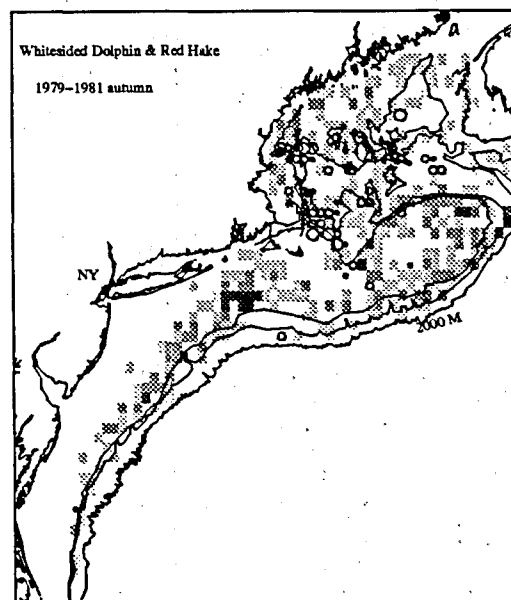 Whitesided Dolphin & Red Hake
1979-1981 autumn
a
NY
2000 M